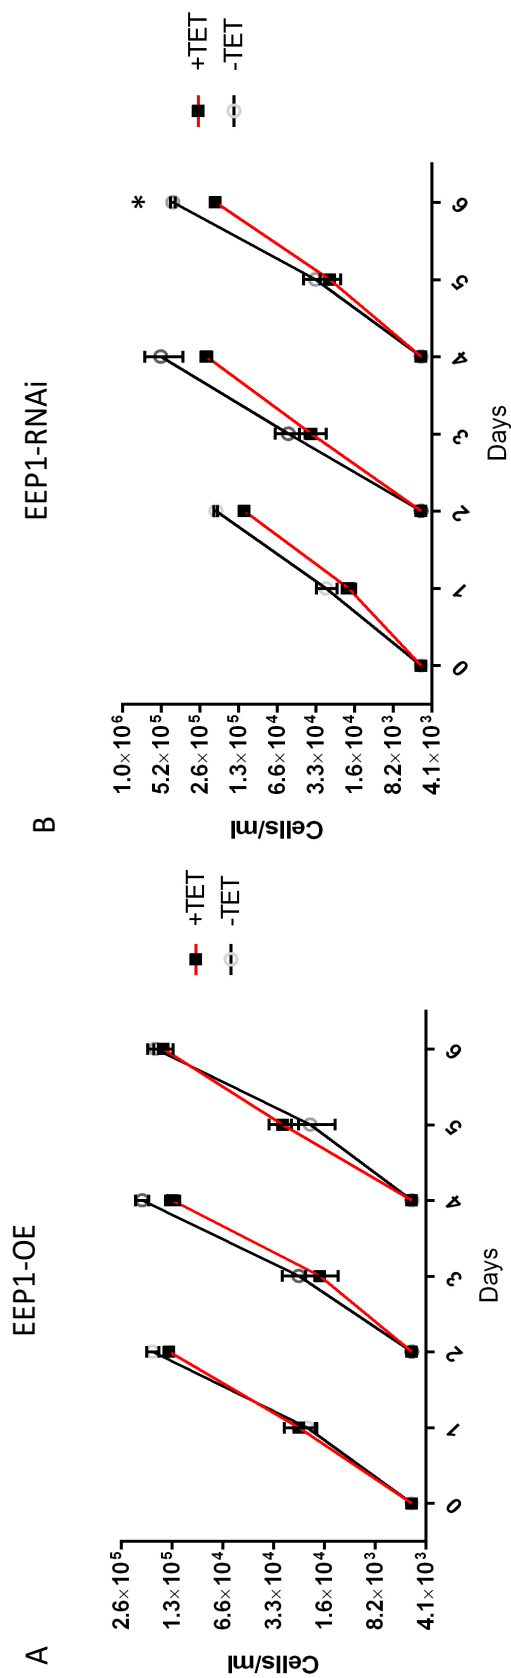 A
EEP1-OE
2.6×10⁵
1.3×10⁵
6.6×10⁴
3.3×10⁴
1.6×10⁴
8.2×10³
4.1×10³
Cells/ml
0 1 2 3 4 5 6
Days
+TET
-TET
B
EEP1-RNAi
1.0×10⁶
5.2×10⁵
2.6×10⁵
1.3×10⁵
6.6×10⁴
3.3×10⁴
1.6×10⁴
8.2×10³
4.1×10³
Cells/ml
0 1 2 3 4 5 6
Days
*
+TET
-TET